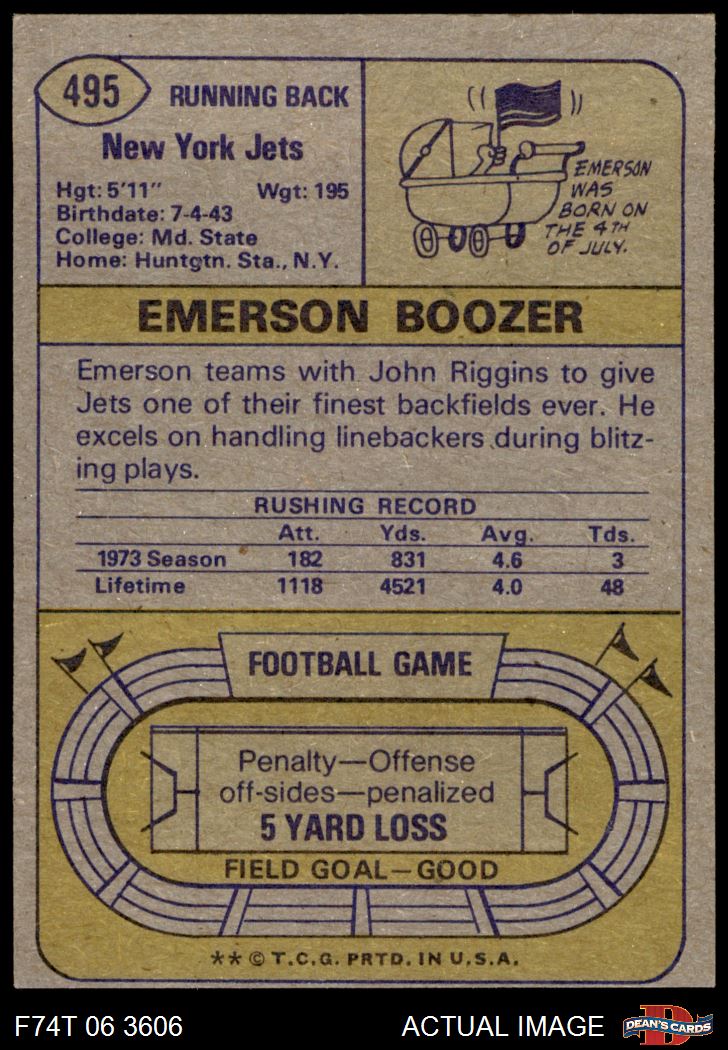 495
RUNNING BACK
New York Jets
Hgt: 5'11" Wgt: 195
Birthdate: 7-4-43
College: Md. State
Home: Huntgtn. Sta., N.Y.
EMERSON
WAS
BORN ON
THE 4TH
OF JULY.
EMERSON BOOZER
Emerson teams with John Riggins to give
Jets one of their finest backfields ever. He
excels on handling linebackers during blitz-
ing plays.
RUSHING RECORD
Att. Yds. Avg. Tds.
1973 Season 182 831 4.6 3
Lifetime 1118 4521 4.0 48
FOOTBALL GAME
Penalty—Offense
off-sides—penalized
5 YARD LOSS
FIELD GOAL—GOOD
** © T.C.G. PRTD. IN U.S.A.
F74T 06 3606 ACTUAL IMAGE
D
DEAN'S CARDS